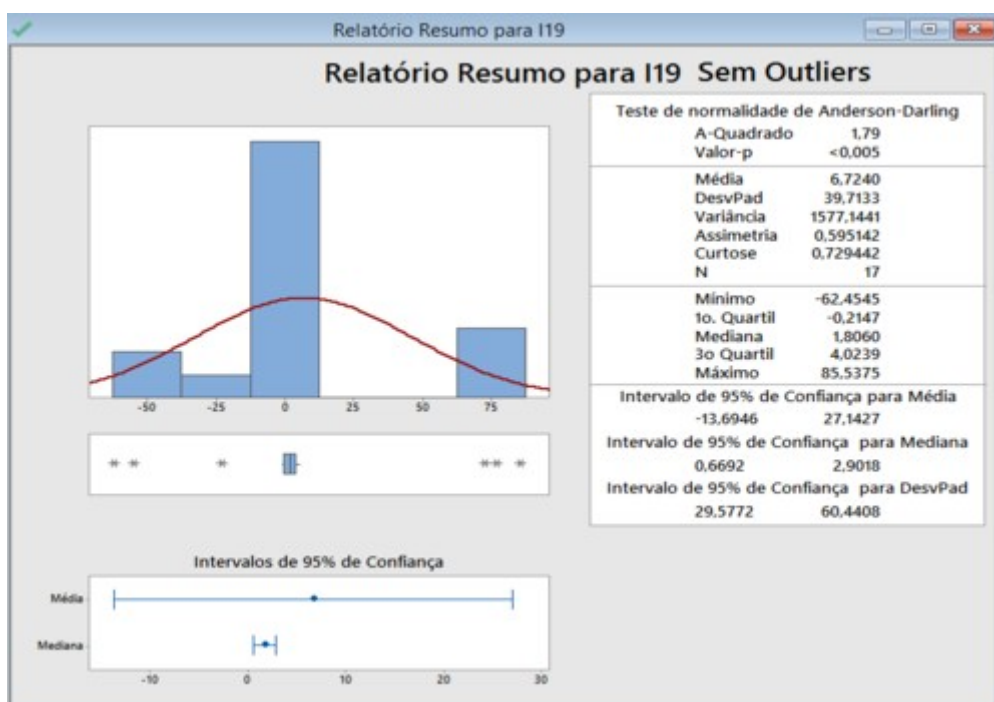 Relatório Resumo para I19
Relatório Resumo para I19 Sem Outliers
Teste de normalidade de Anderson-Darling
A-Quadrado 1,79
Valor-p <0,005
Média 6,7240
DesvPad 39,7133
Variância 1577,1441
Assimetria 0,595142
Curtose 0,729442
N 17
Mínimo -62,4545
1o. Quartil -0,2147
Mediana 1,8060
3o Quartil 4,0239
Máximo 85,5375
Intervalo de 95% de Confiança para Média
-13,6946 27,1427
Intervalo de 95% de Confiança para Mediana
0,6692 2,9018
Intervalo de 95% de Confiança para DesvPad
29,5772 60,4408
-50 -25 0 25 50 75
Intervalos de 95% de Confiança
Média
Mediana
-10 0 10 20 30